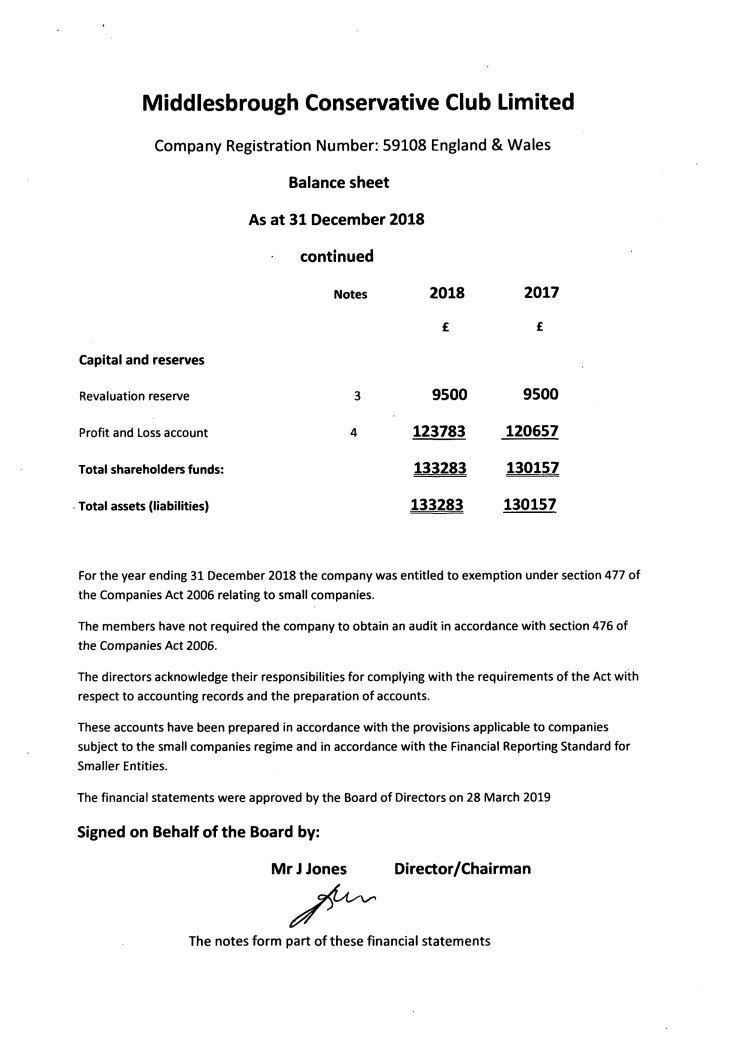 Middlesbrough Conservative Club Limited
Company Registration Number: 59108 England & Wales
Balance sheet
As at 31 December 2018
continued
Notes 2018 2017
£ £
Capital and reserves
Revaluation reserve 3 9500 9500
Profit and Loss account 4 123783 120657
Total shareholders funds: 133283 130157
Total assets (liabilities) 133283 130157
For the year ending 31 December 2018 the company was entitled to exemption under section 477 of
the Companies Act 2006 relating to small companies.
The members have not required the company to obtain an audit in accordance with section 476 of
the Companies Act 2006.
The directors acknowledge their responsibilities for complying with the requirements of the Act with
respect to accounting records and the preparation of accounts.
These accounts have been prepared in accordance with the provisions applicable to companies
subject to the small companies regime and in accordance with the Financial Reporting Standard for
Smaller Entities.
The financial statements were approved by the Board of Directors on 28 March 2019
Signed on Behalf of the Board by:
Mr J Jones Director/Chairman
The notes form part of these financial statements